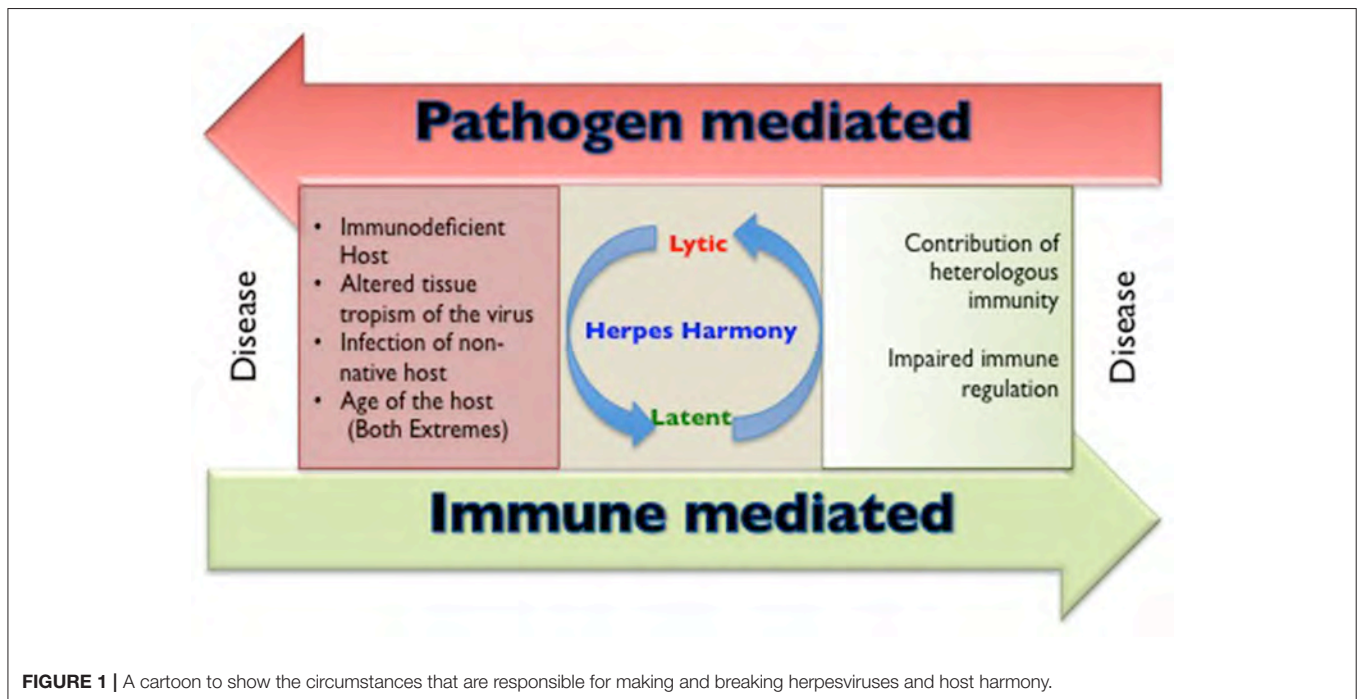 Pathogen mediated
Disease
• Immunodeficient
Host
• Altered tissue
tropism of the virus
• Infection of non-
native host
• Age of the host
(Both Extremes)
Lytic
Herpes Harmony
Latent
Contribution of
heterologous
immunity
Impaired immune
regulation
Disease
Immune mediated
FIGURE 1 | A cartoon to show the circumstances that are responsible for making and breaking herpesviruses and host harmony.